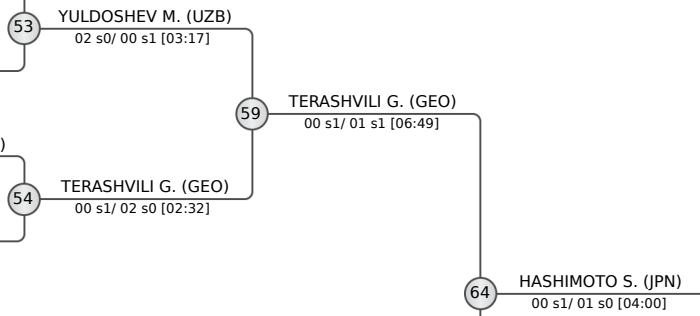 53
YULDOSHEV M. (UZB)
02 s0/ 00 s1 [03:17]
59
TERASHVILI G. (GEO)
00 s1/ 01 s1 [06:49]
)
54
TERASHVILI G. (GEO)
00 s1/ 02 s0 [02:32]
64
HASHIMOTO S. (JPN)
00 s1/ 01 s0 [04:00]